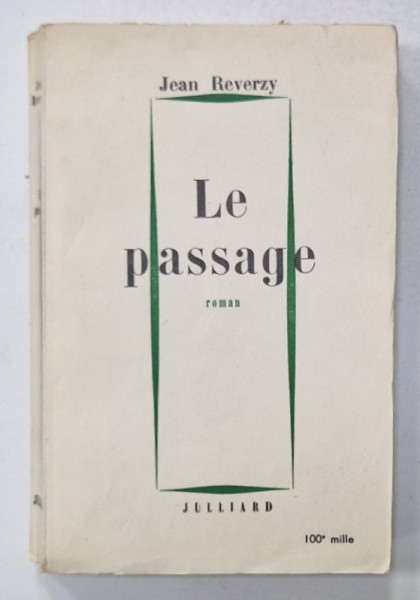 Jean Reverzy
Le
passage
roman
JULLIARD
100e mille